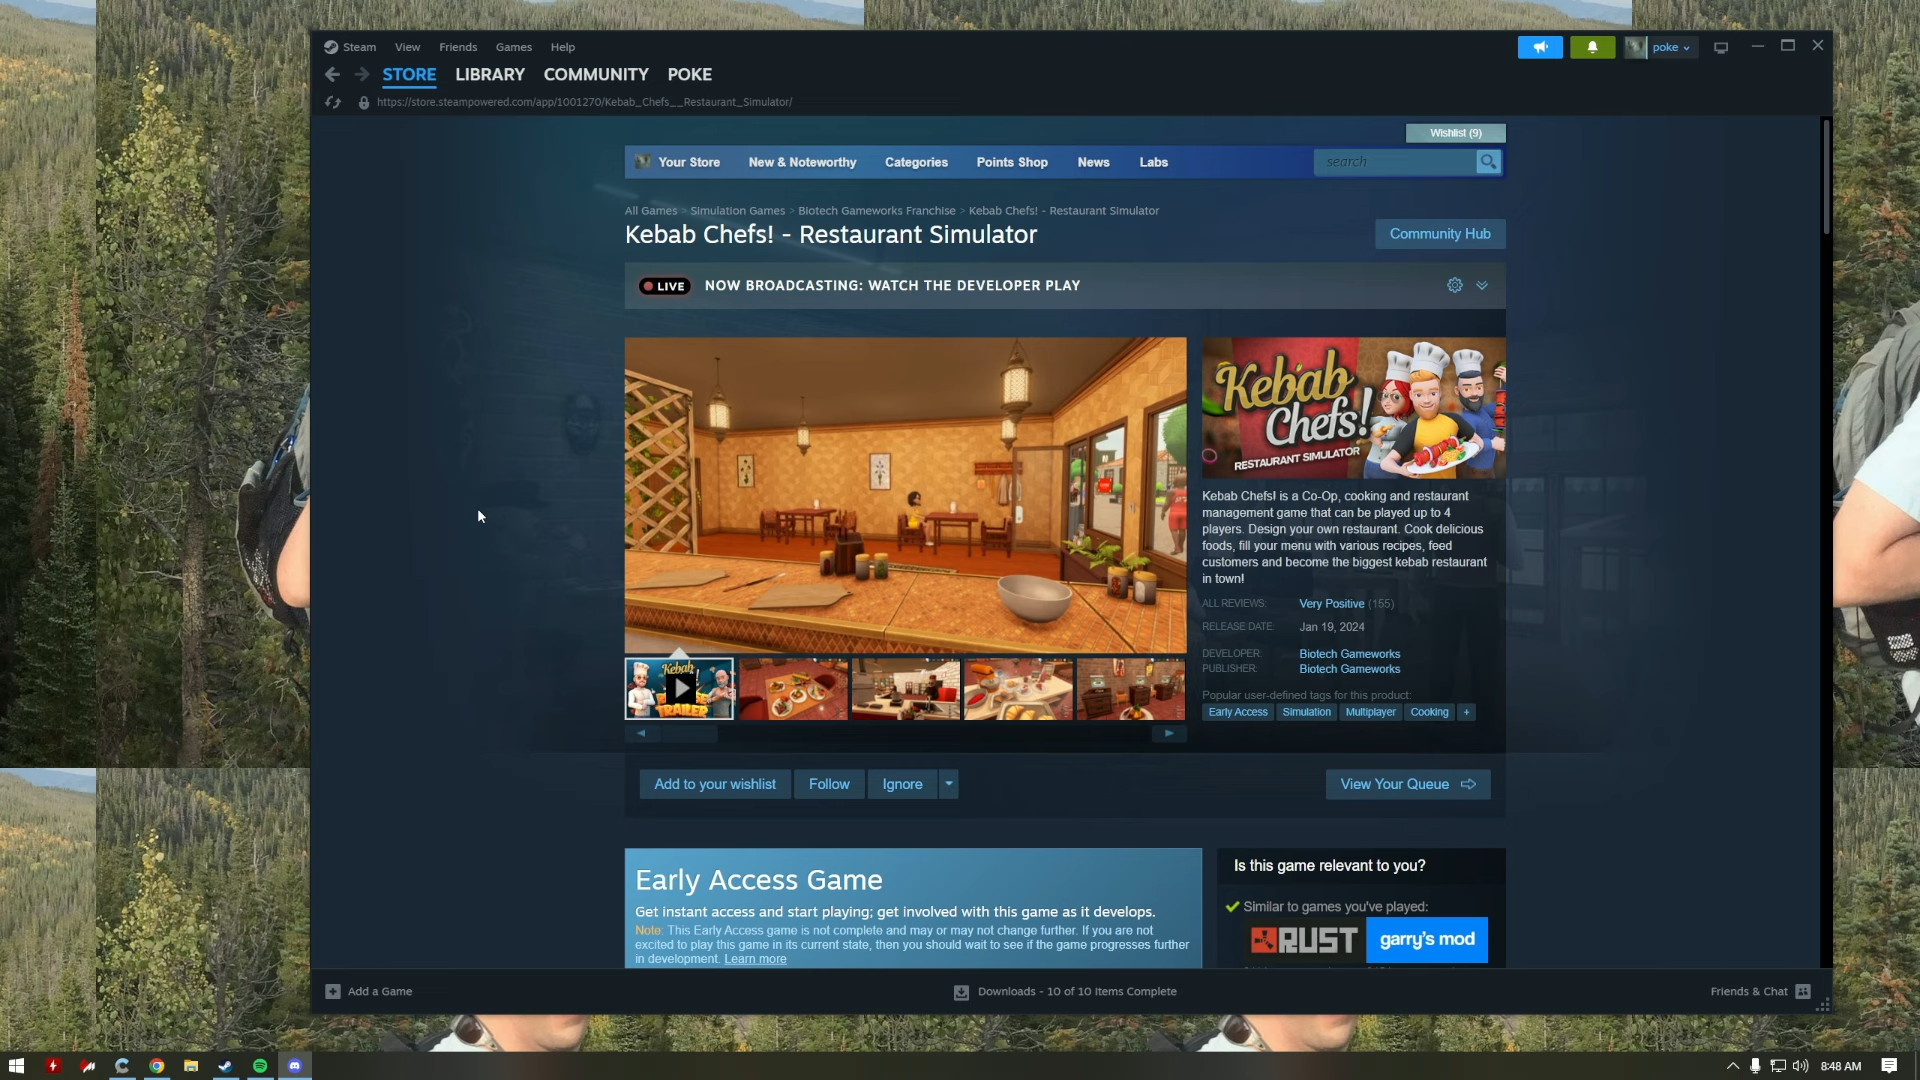 Steam View Friends Games Help
poke
STORE LIBRARY COMMUNITY POKE
https://store.steampowered.com/app/1001270/Kebab_Chefs__Restaurant_Simulator/
Wishlist (9)
Your Store New & Noteworthy Categories Points Shop News Labs
search
All Games > Simulation Games > Biotech Gameworks Franchise > Kebab Chefs! - Restaurant Simulator
Kebab Chefs! - Restaurant Simulator
Community Hub
LIVE NOW BROADCASTING: WATCH THE DEVELOPER PLAY
Kebab
Chefs!
RESTAURANT SIMULATOR
Kebab Chefs! is a Co-Op, cooking and restaurant
management game that can be played up to 4
players. Design your own restaurant. Cook delicious
foods, fill your menu with various recipes, feed
customers and become the biggest kebab restaurant
in town!
ALL REVIEWS: Very Positive (155)
RELEASE DATE: Jan 19, 2024
DEVELOPER: Biotech Gameworks
PUBLISHER: Biotech Gameworks
Popular user-defined tags for this product:
Early Access Simulation Multiplayer Cooking +
Kebab
TRAILER
Add to your wishlist Follow Ignore
View Your Queue
Early Access Game
Get instant access and start playing; get involved with this game as it develops.
Note: This Early Access game is not complete and may or may not change further. If you are not
excited to play this game in its current state, then you should wait to see if the game progresses further
in development. Learn more
Is this game relevant to you?
Similar to games you've played:
RUST garry's mod
Add a Game
Downloads - 10 of 10 Items Complete
Friends & Chat
8:48 AM